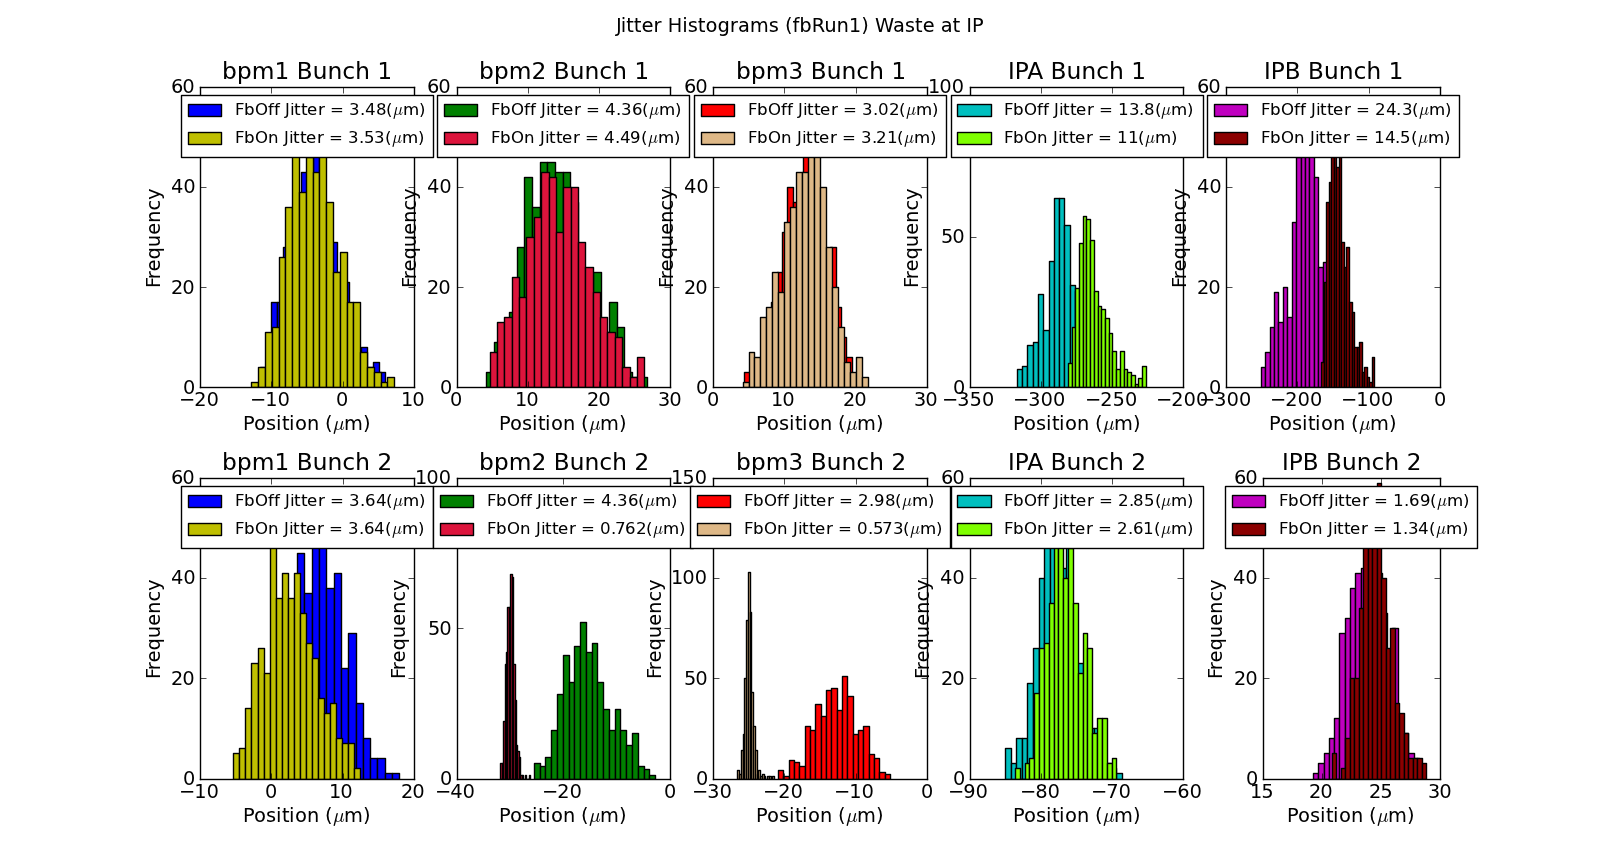 Jitter Histograms (fbRun1) Waste at IP
bpm1 Bunch 1
60
FbOff Jitter = 3.48(μm)
FbOn Jitter = 3.53(μm)
40
20
0
Frequency
−20 −10 0 10
Position (μm)
bpm2 Bunch 1
60
FbOff Jitter = 4.36(μm)
FbOn Jitter = 4.49(μm)
40
20
0
Frequency
0 10 20 30
Position (μm)
bpm3 Bunch 1
60
FbOff Jitter = 3.02(μm)
FbOn Jitter = 3.21(μm)
40
20
0
Frequency
0 10 20 30
Position (μm)
IPA Bunch 1
100
FbOff Jitter = 13.8(μm)
FbOn Jitter = 11(μm)
50
0
Frequency
−350 −300 −250 −200
Position (μm)
IPB Bunch 1
60
FbOff Jitter = 24.3(μm)
FbOn Jitter = 14.5(μm)
40
20
0
Frequency
−300 −200 −100 0
Position (μm)
bpm1 Bunch 2
60
FbOff Jitter = 3.64(μm)
FbOn Jitter = 3.64(μm)
40
20
0
Frequency
−10 0 10 20
Position (μm)
bpm2 Bunch 2
100
FbOff Jitter = 4.36(μm)
FbOn Jitter = 0.762(μm)
50
0
Frequency
−40 −20 0
Position (μm)
bpm3 Bunch 2
150
FbOff Jitter = 2.98(μm)
FbOn Jitter = 0.573(μm)
100
50
0
Frequency
−30 −20 −10 0
Position (μm)
IPA Bunch 2
60
FbOff Jitter = 2.85(μm)
FbOn Jitter = 2.61(μm)
40
20
0
Frequency
−90 −80 −70 −60
Position (μm)
IPB Bunch 2
60
FbOff Jitter = 1.69(μm)
FbOn Jitter = 1.34(μm)
40
20
0
Frequency
15 20 25 30
Position (μm)